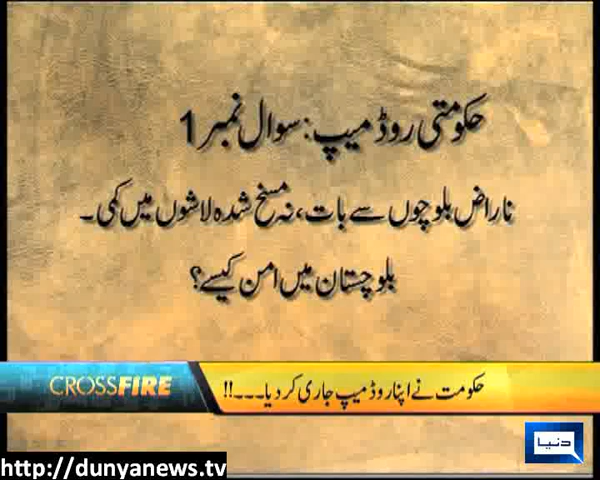 حکومتی روڈ میپ: سوال نمبر 1
ناراض بلوچوں سے بات، نہ مسخ شدہ لاشوں میں کمی۔
بلوچستان میں امن کیسے؟
CROSSFIRE
حکومت نے اپنا روڈ میپ جاری کر دیا۔۔۔!!
دنیا
http://dunyanews.tv